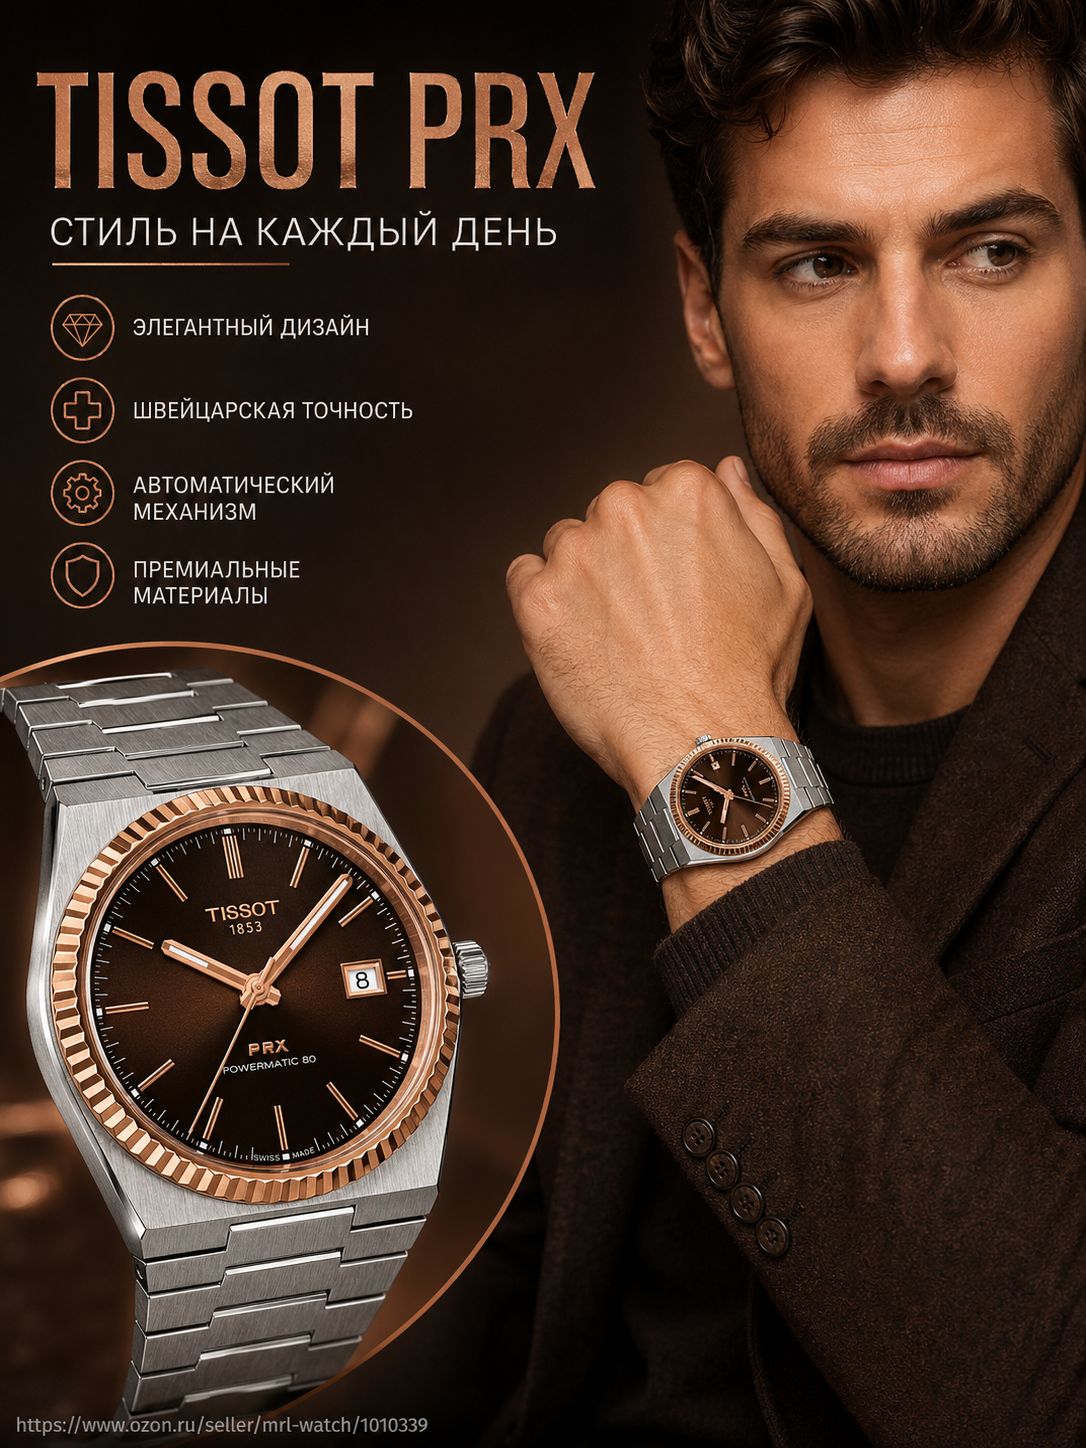 TISSOT PRX
СТИЛЬ НА КАЖДЫЙ ДЕНЬ
ЭЛЕГАНТНЫЙ ДИЗАЙН
ШВЕЙЦАРСКАЯ ТОЧНОСТЬ
АВТОМАТИЧЕСКИЙ
МЕХАНИЗМ
ПРЕМИАЛЬНЫЕ
МАТЕРИАЛЫ
TISSOT
1853
8
PRX
POWERMATIC 80
SWISS MADE
https://www.ozon.ru/seller/mrl-watch/1010339